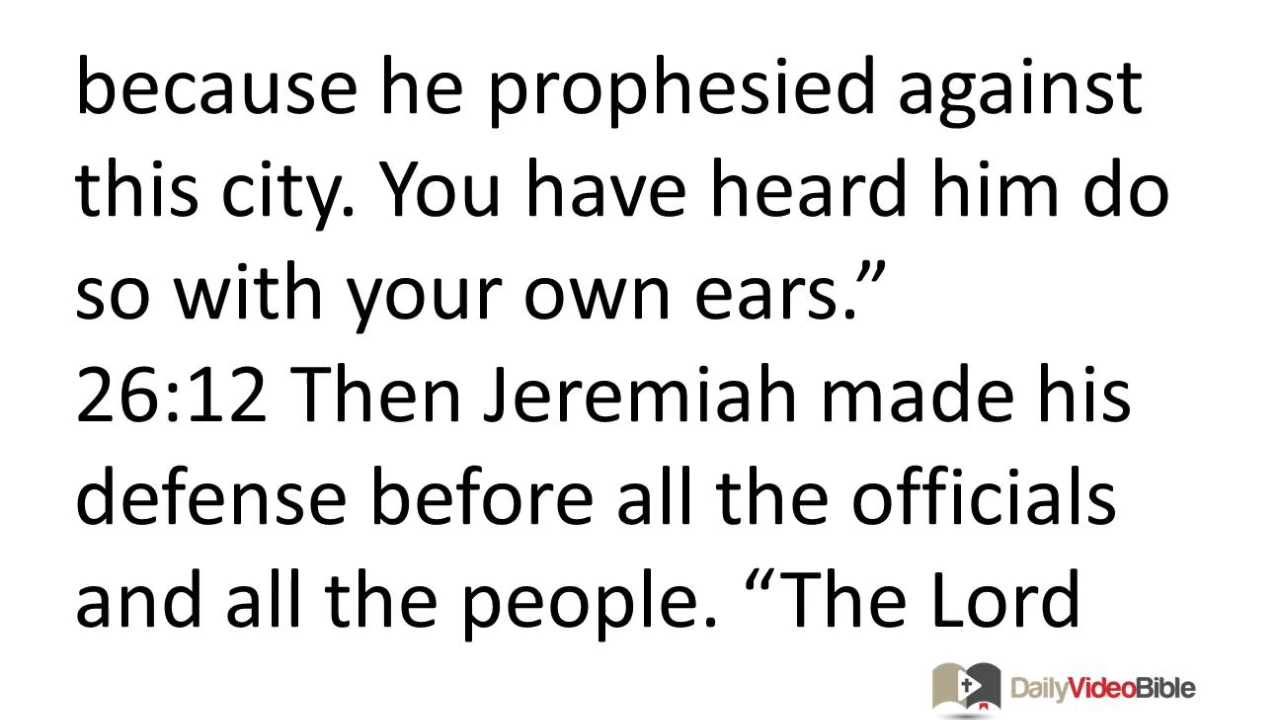 because he prophesied against
this city. You have heard him do
so with your own ears.”
26:12 Then Jeremiah made his
defense before all the officials
and all the people. “The Lord
DailyVideoBible